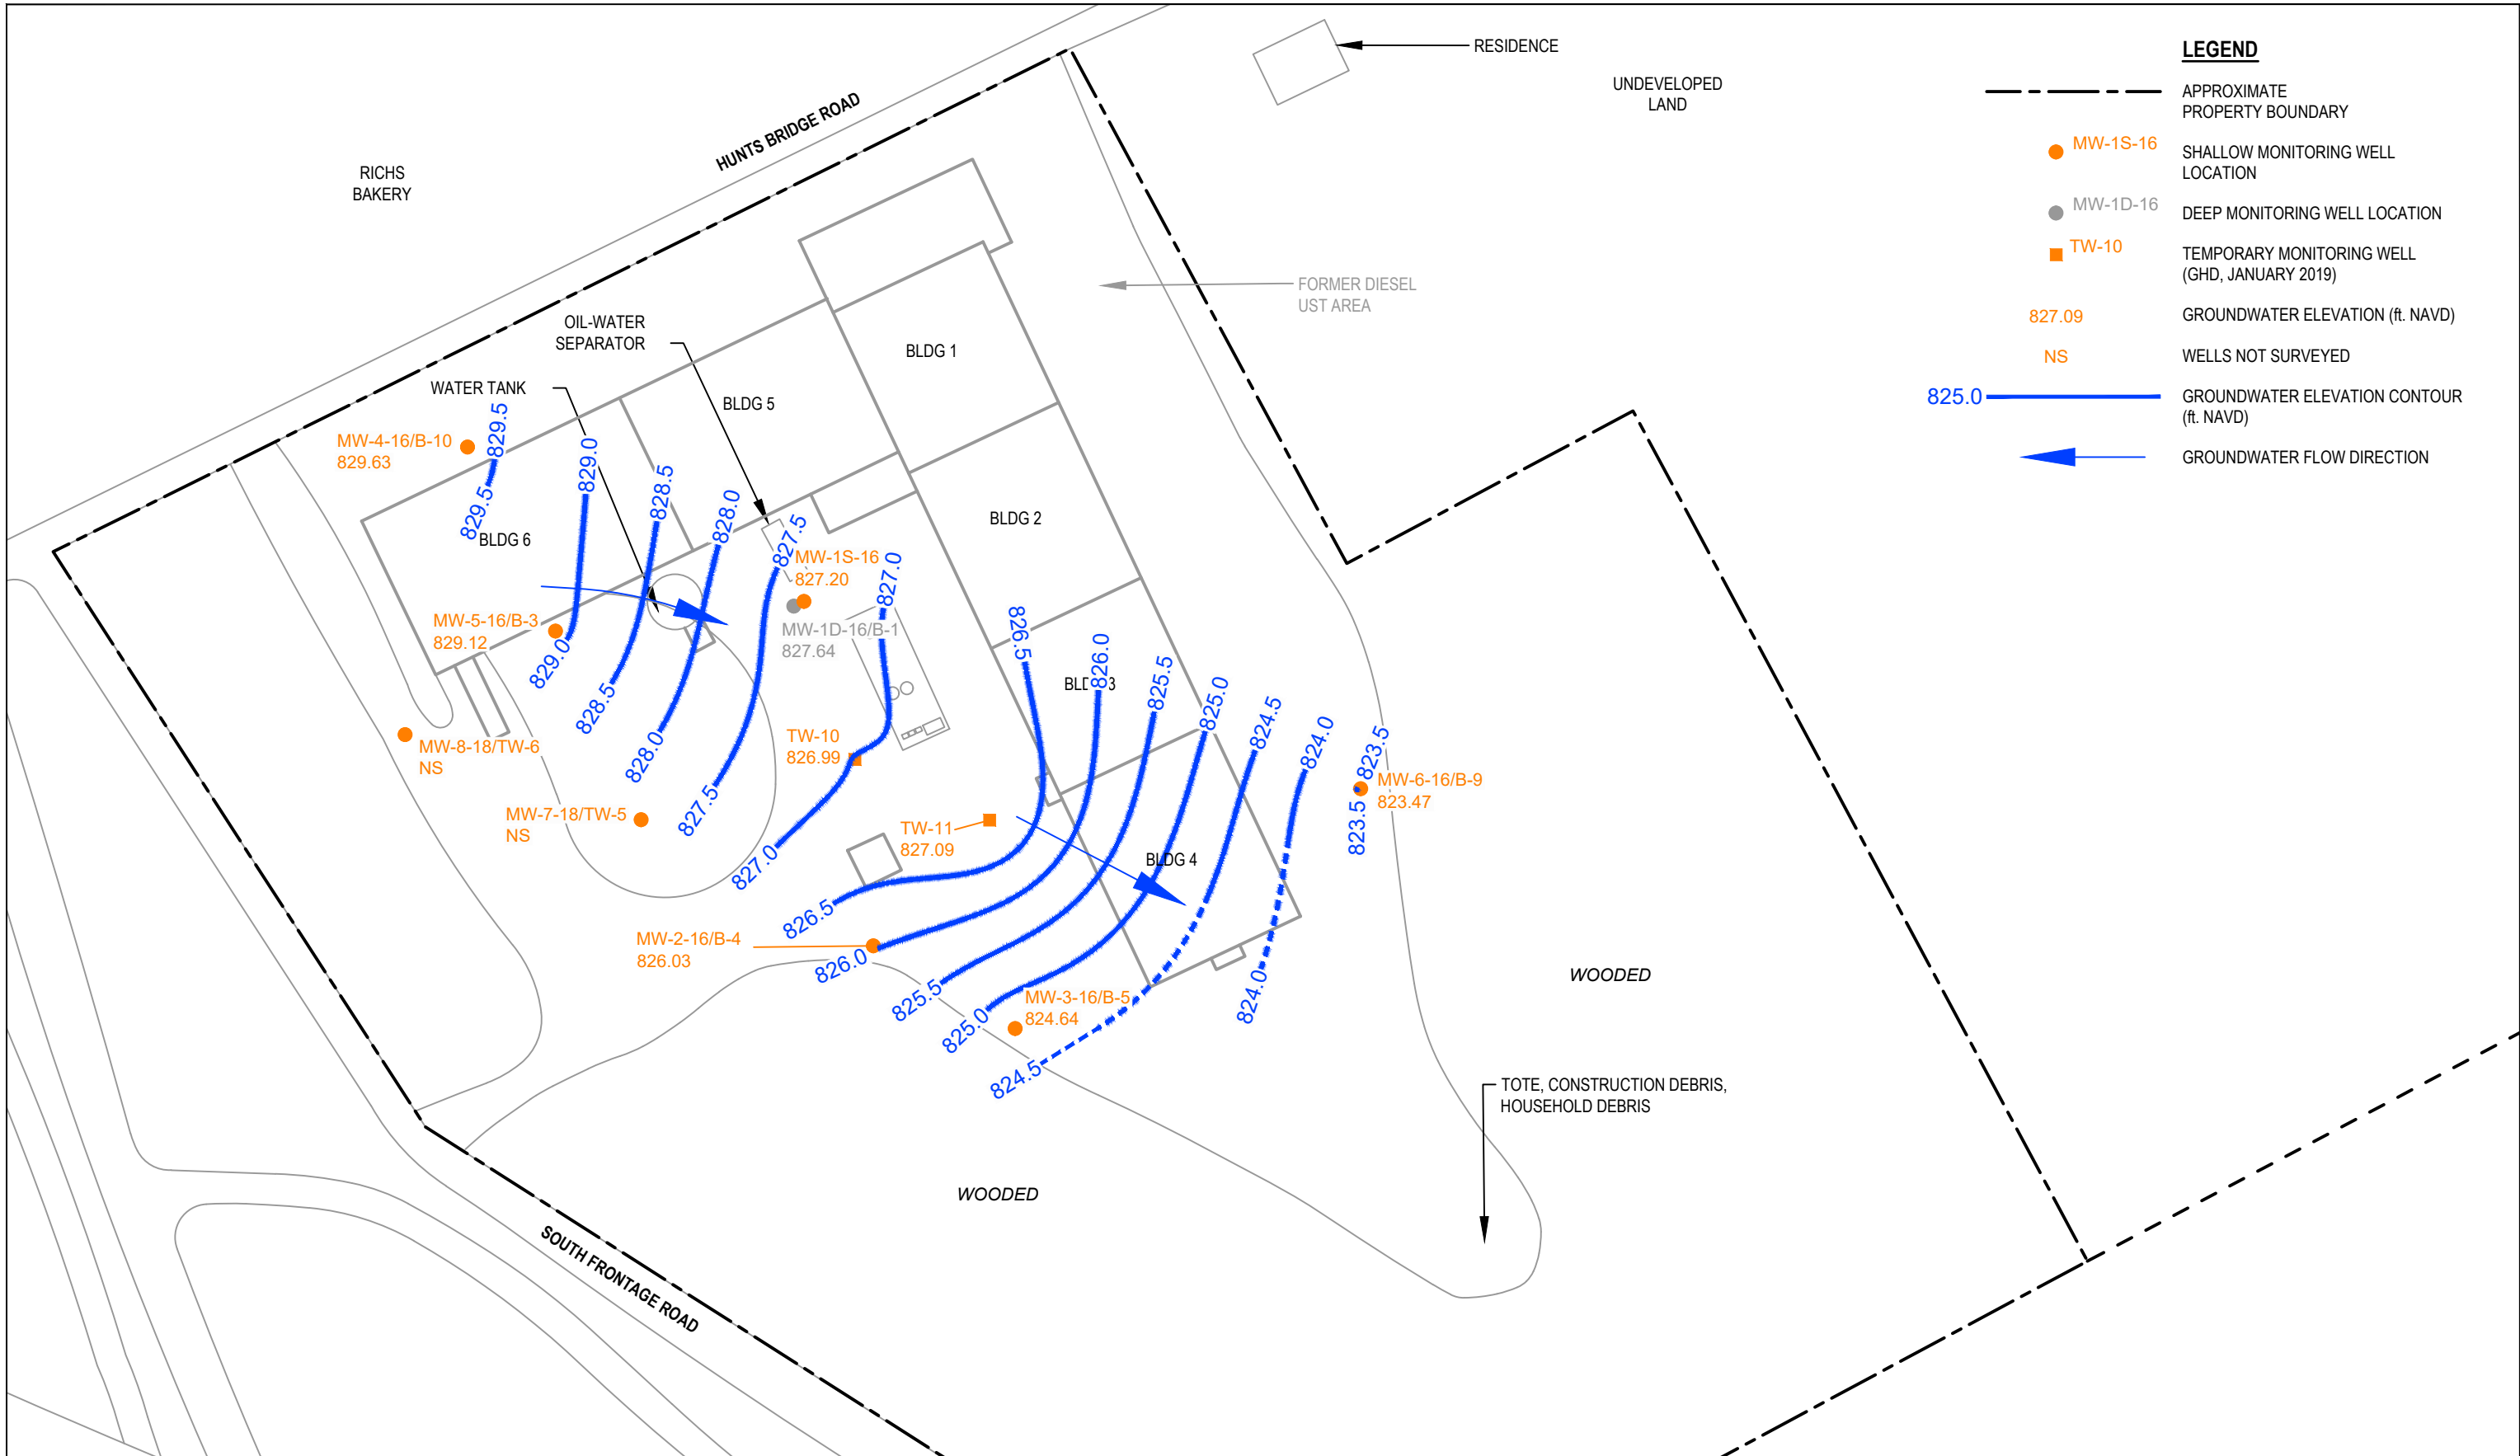 RESIDENCE
UNDEVELOPED
LAND
HUNTS BRIDGE ROAD
RICHS
BAKERY
FORMER DIESEL
UST AREA
OIL-WATER
SEPARATOR
WATER TANK
BLDG 1
BLDG 5
BLDG 2
BLDG 6
BLDG 3
BLDG 4
MW-4-16/B-10
829.63
829.5
829.5
829.0
829.0
828.5
828.5
828.0
828.0
827.5
827.5
827.0
827.0
826.5
826.5
826.0
826.0
825.5
825.5
825.0
825.0
824.5
824.5
824.0
824.0
823.5
823.5
MW-1S-16
827.20
MW-1D-16/B-1
827.64
MW-5-16/B-3
829.12
MW-8-18/TW-6
NS
MW-7-18/TW-5
NS
TW-10
826.99
TW-11
827.09
MW-6-16/B-9
823.47
MW-2-16/B-4
826.03
MW-3-16/B-5
824.64
WOODED
WOODED
TOTE, CONSTRUCTION DEBRIS,
HOUSEHOLD DEBRIS
SOUTH FRONTAGE ROAD
LEGEND
APPROXIMATE
PROPERTY BOUNDARY
MW-1S-16
SHALLOW MONITORING WELL
LOCATION
MW-1D-16
DEEP MONITORING WELL LOCATION
TW-10
TEMPORARY MONITORING WELL
(GHD, JANUARY 2019)
827.09
GROUNDWATER ELEVATION (ft. NAVD)
NS
WELLS NOT SURVEYED
825.0
GROUNDWATER ELEVATION CONTOUR
(ft. NAVD)
GROUNDWATER FLOW DIRECTION